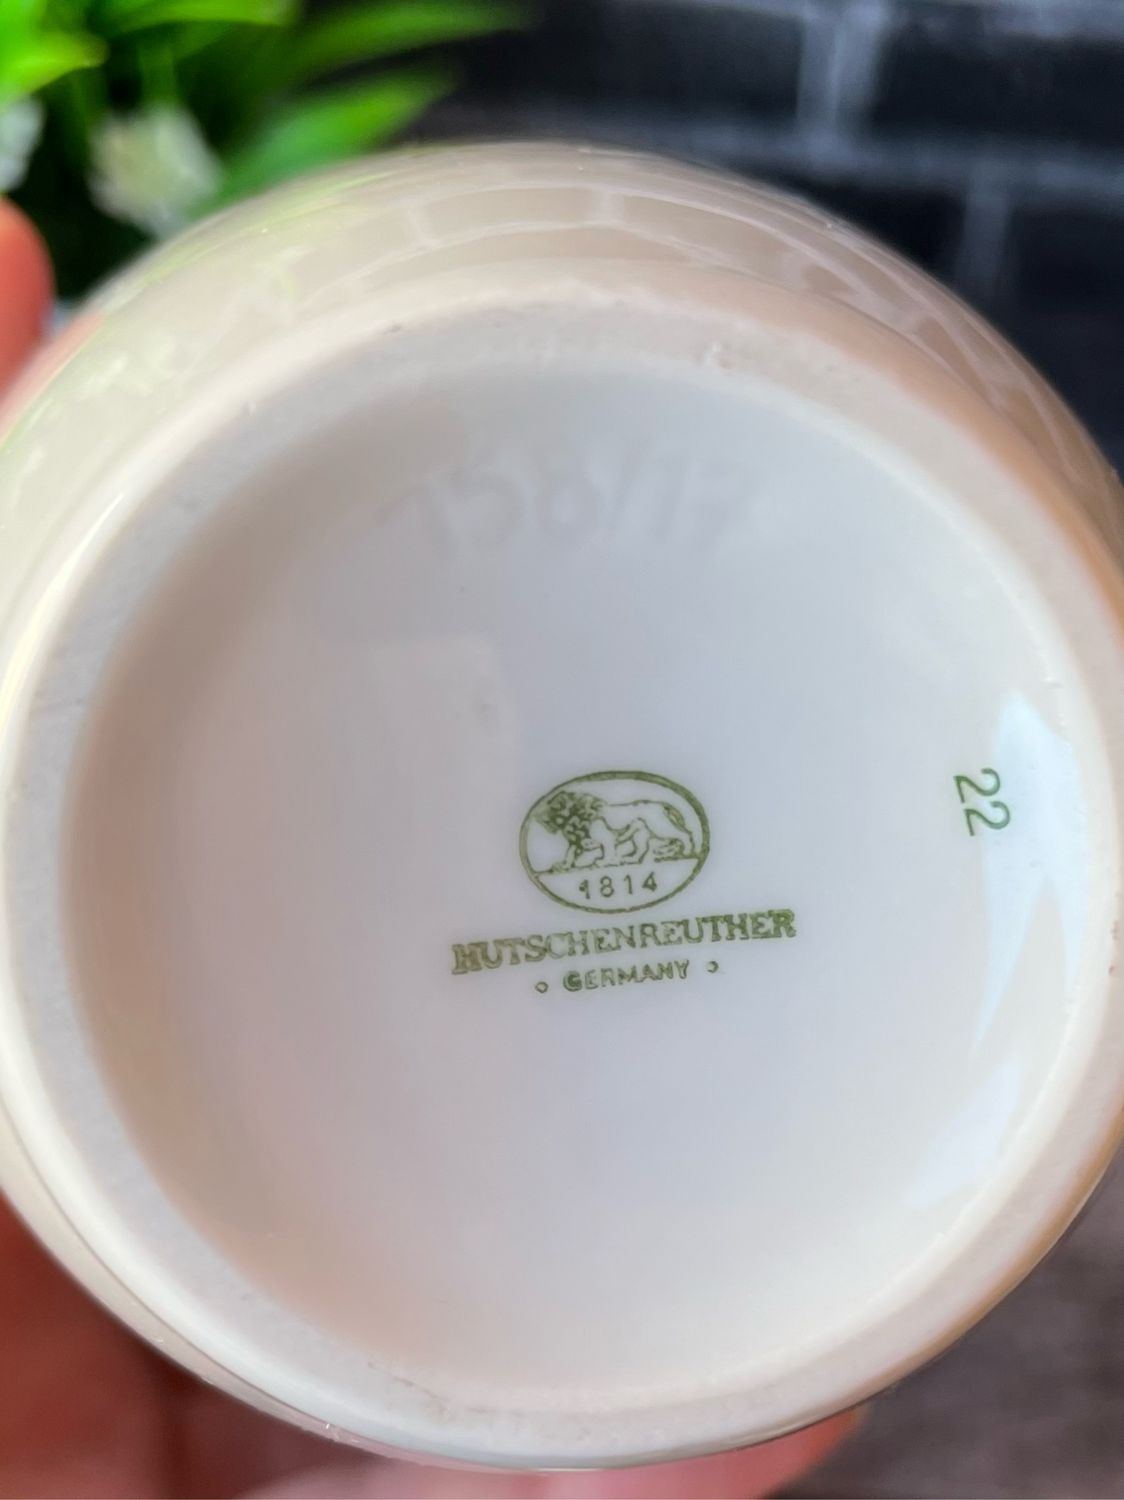 1814
HUTSCHENREUTHER
GERMANY
22